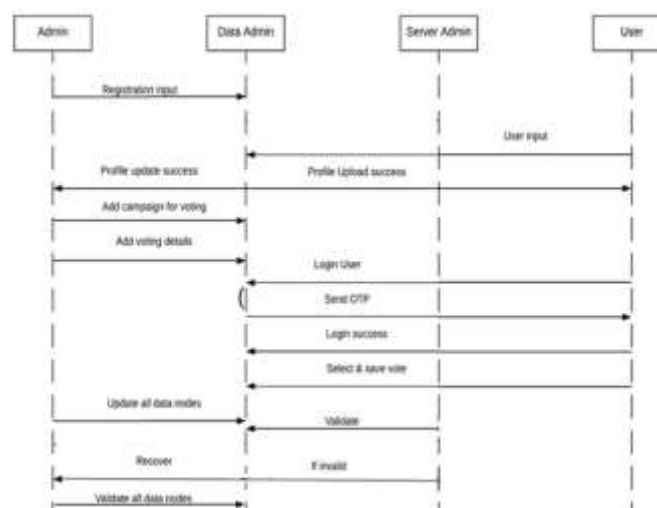 Admin
Data Admin
Server Admin
User
Registration input
User input
Profile update success
Profile Upload success
Add campaign for voting
Add voting details
Login User
Send OTP
Login success
Select & save vote
Update all data nodes
Validate
Recover
If invalid
Validate all data nodes